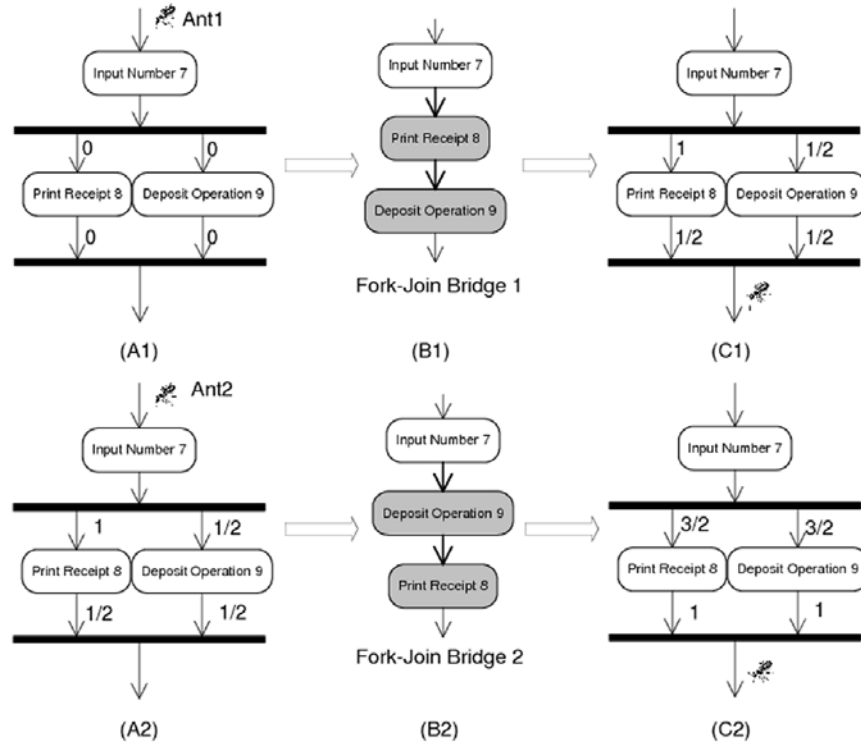 Ant1
Input Number 7
Input Number 7
Input Number 7
0 0
Print Receipt 8
1 1/2
Print Receipt 8 Deposit Operation 9
Deposit Operation 9
Print Receipt 8 Deposit Operation 9
0 0
1/2 1/2
Fork-Join Bridge 1
(A1) (B1) (C1)
Ant2
Input Number 7
Input Number 7
Input Number 7
1 1/2
Deposit Operation 9
3/2 3/2
Print Receipt 8 Deposit Operation 9
Print Receipt 8
Print Receipt 8 Deposit Operation 9
1/2 1/2
1 1
Fork-Join Bridge 2
(A2) (B2) (C2)